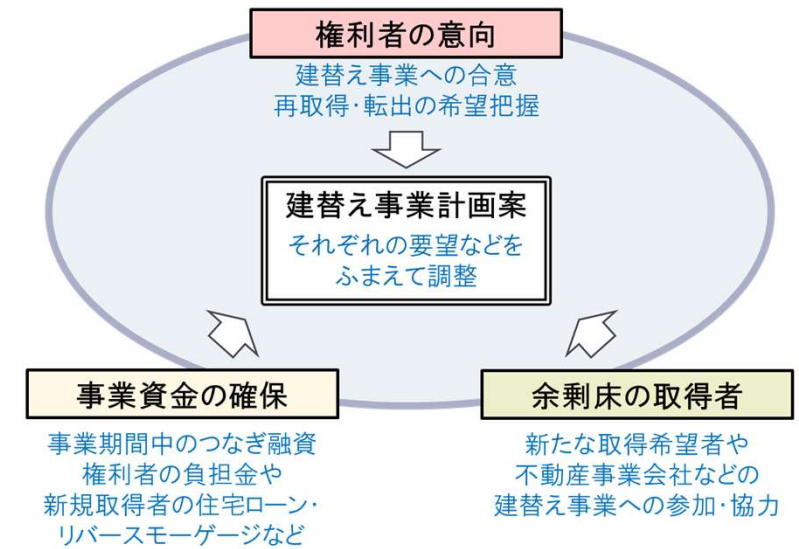 権利者の意向
建替え事業への合意
再取得･転出の希望把握
建替え事業計画案
それぞれの要望などを
ふまえて調整
事業資金の確保
事業期間中のつなぎ融資
権利者の負担金や
新規取得者の住宅ローン･
リバースモーゲージなど
余剰床の取得者
新たな取得希望者や
不動産事業会社などの
建替え事業への参加･協力